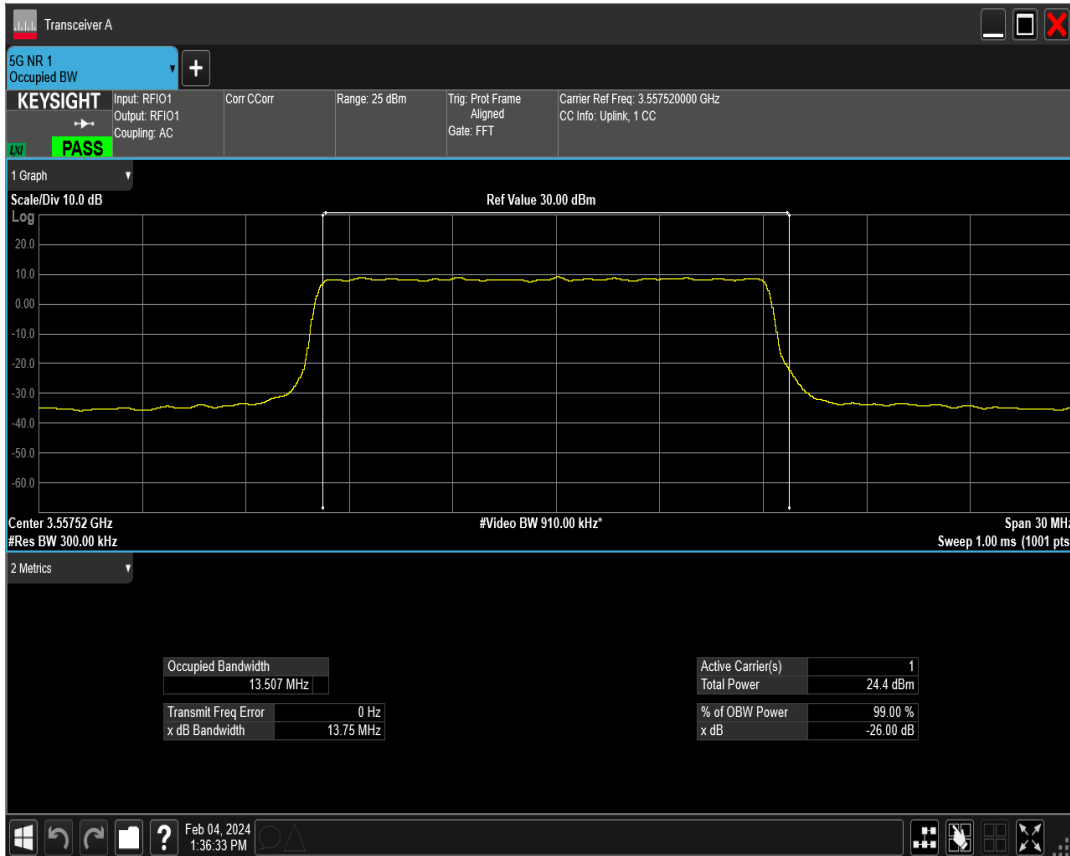 Transceiver A
5G NR 1
Occupied BW
+
KEYSIGHT
LXI
PASS
Input: RFIO1
Output: RFIO1
Coupling: AC
Corr CCorr
Range: 25 dBm
Trig: Prot Frame
Aligned
Gate: FFT
Carrier Ref Freq: 3.557520000 GHz
CC Info: Uplink, 1 CC
1 Graph
Scale/Div 10.0 dB
Ref Value 30.00 dBm
Log
20.0
10.0
0.00
-10.0
-20.0
-30.0
-40.0
-50.0
-60.0
Center 3.55752 GHz
#Video BW 910.00 kHz*
Span 30 MHz
#Res BW 300.00 kHz
Sweep 1.00 ms (1001 pts
2 Metrics
Occupied Bandwidth
13.507 MHz
Transmit Freq Error 0 Hz
x dB Bandwidth 13.75 MHz
Active Carrier(s) 1
Total Power 24.4 dBm
% of OBW Power 99.00 %
x dB -26.00 dB
?
Feb 04, 2024
1:36:33 PM